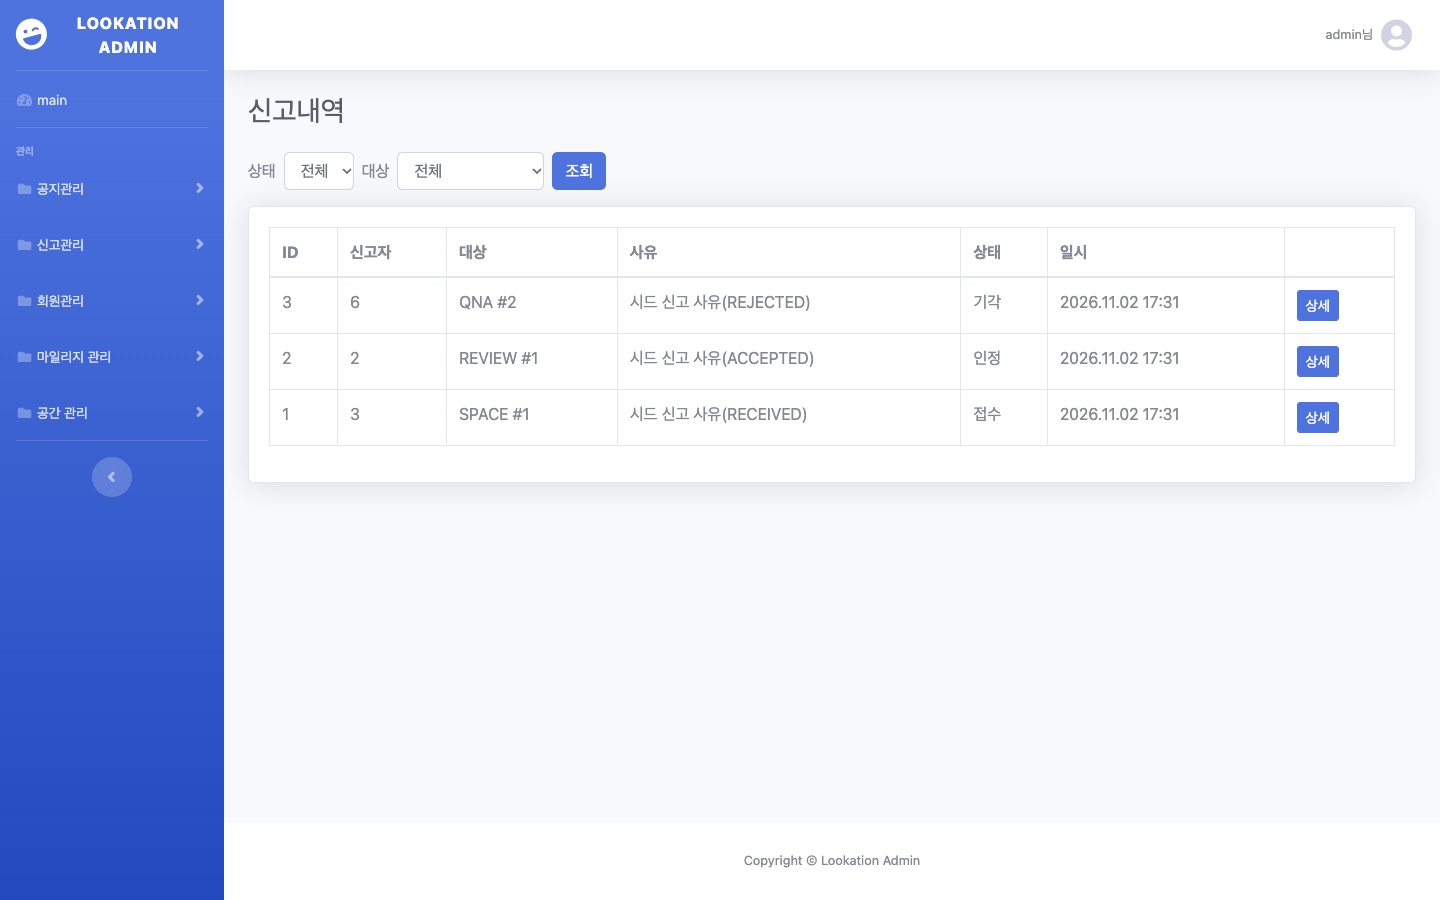 LOOKATION
ADMIN
main
관리
공지관리
신고관리
회원관리
마일리지 관리
공간 관리
admin님
신고내역
상태 전체 대상 전체 조회
ID 신고자 대상 사유 상태 일시
3 6 QNA #2 시드 신고 사유(REJECTED) 기각 2026.11.02 17:31 상세
2 2 REVIEW #1 시드 신고 사유(ACCEPTED) 인정 2026.11.02 17:31 상세
1 3 SPACE #1 시드 신고 사유(RECEIVED) 접수 2026.11.02 17:31 상세
Copyright © Lookation Admin